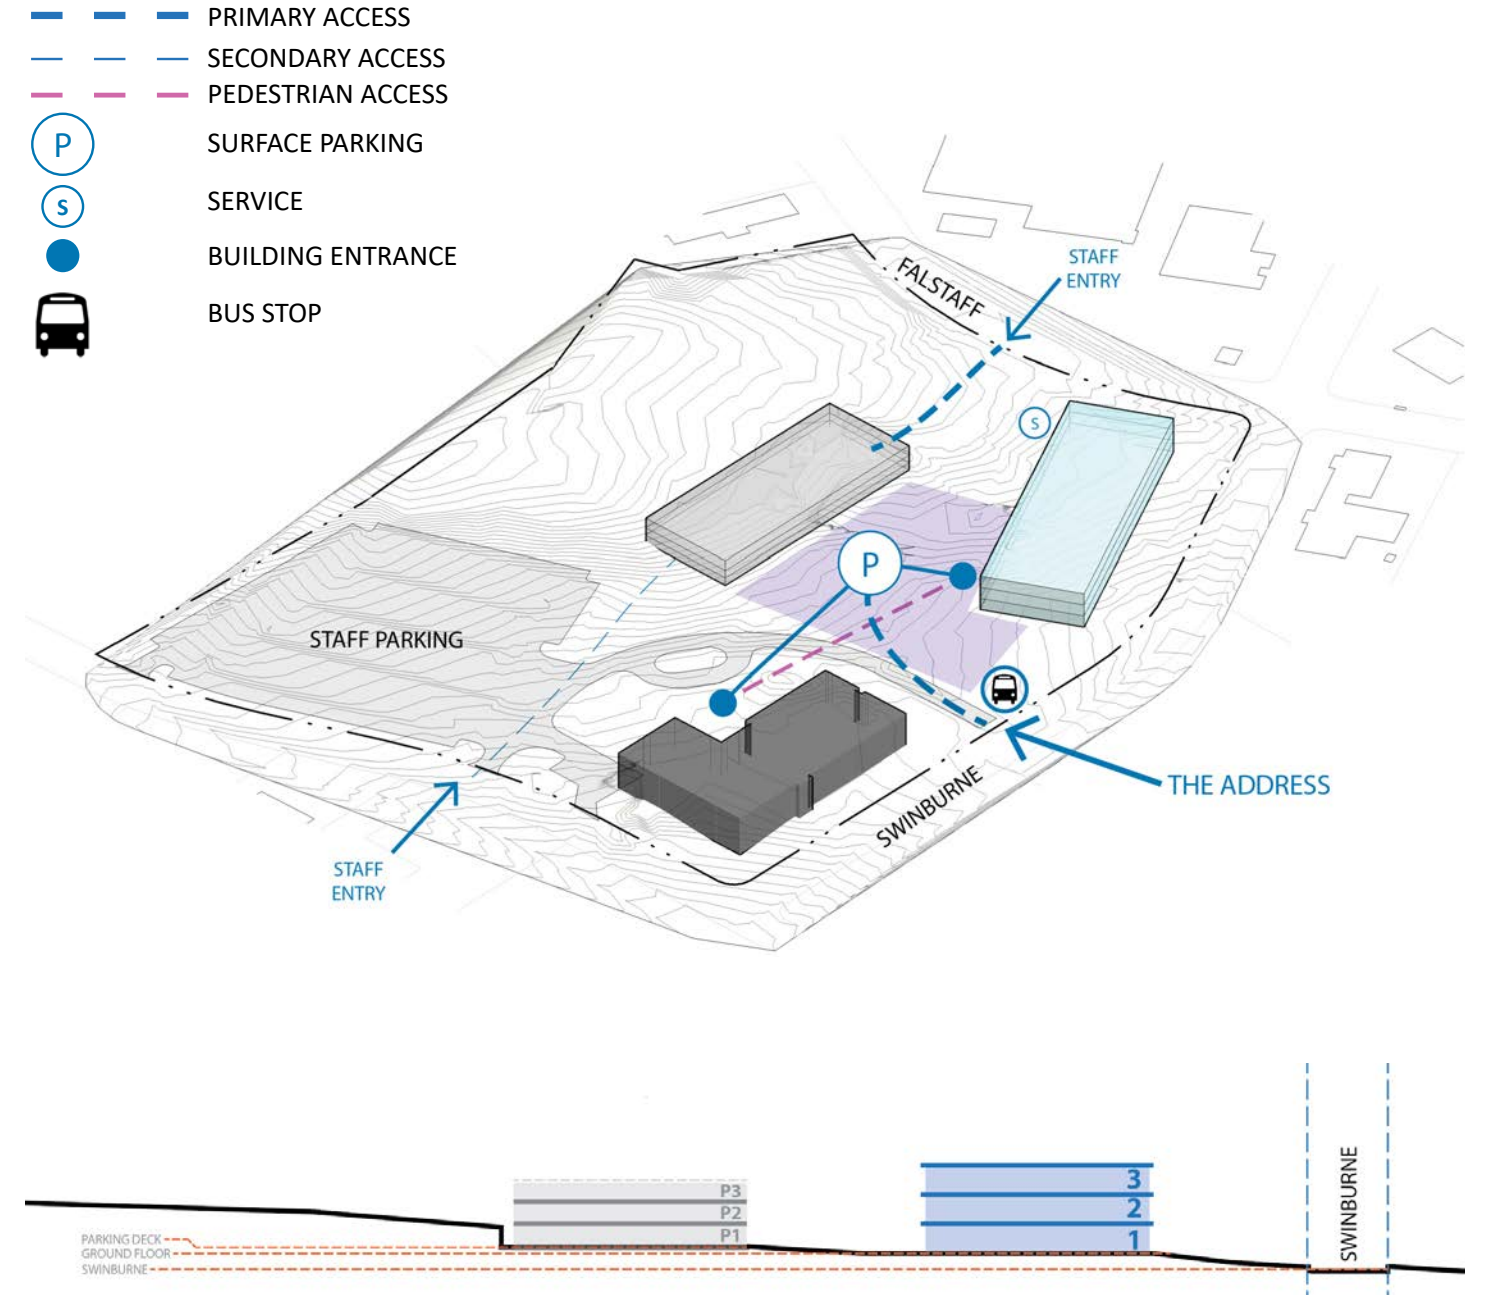 PRIMARY ACCESS
SECONDARY ACCESS
PEDESTRIAN ACCESS
P
SURFACE PARKING
S
SERVICE
BUILDING ENTRANCE
BUS STOP
STAFF
ENTRY
FALSTAFF
S
P
STAFF PARKING
THE ADDRESS
SWINBURNE
STAFF
ENTRY
P3
P2
P1
3
2
1
SWINBURNE
PARKING DECK
GROUND FLOOR
SWINBURNE